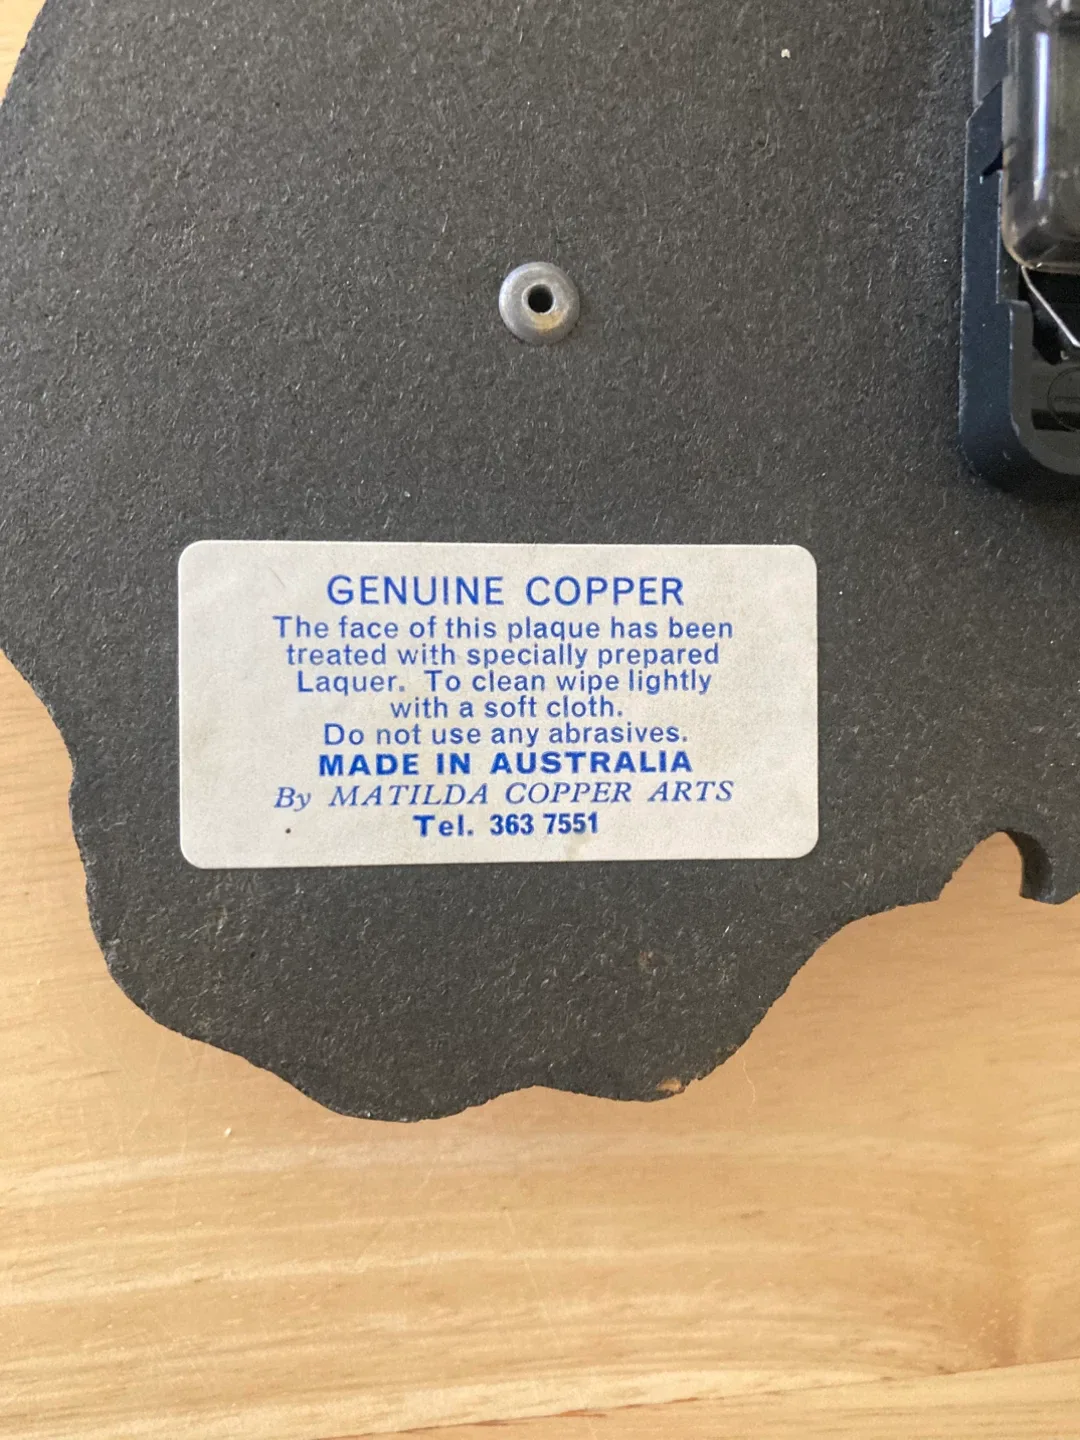 GENUINE COPPER
The face of this plaque has been
treated with specially prepared
Laquer. To clean wipe lightly
with a soft cloth.
Do not use any abrasives.
MADE IN AUSTRALIA
By MATILDA COPPER ARTS
Tel. 363 7551